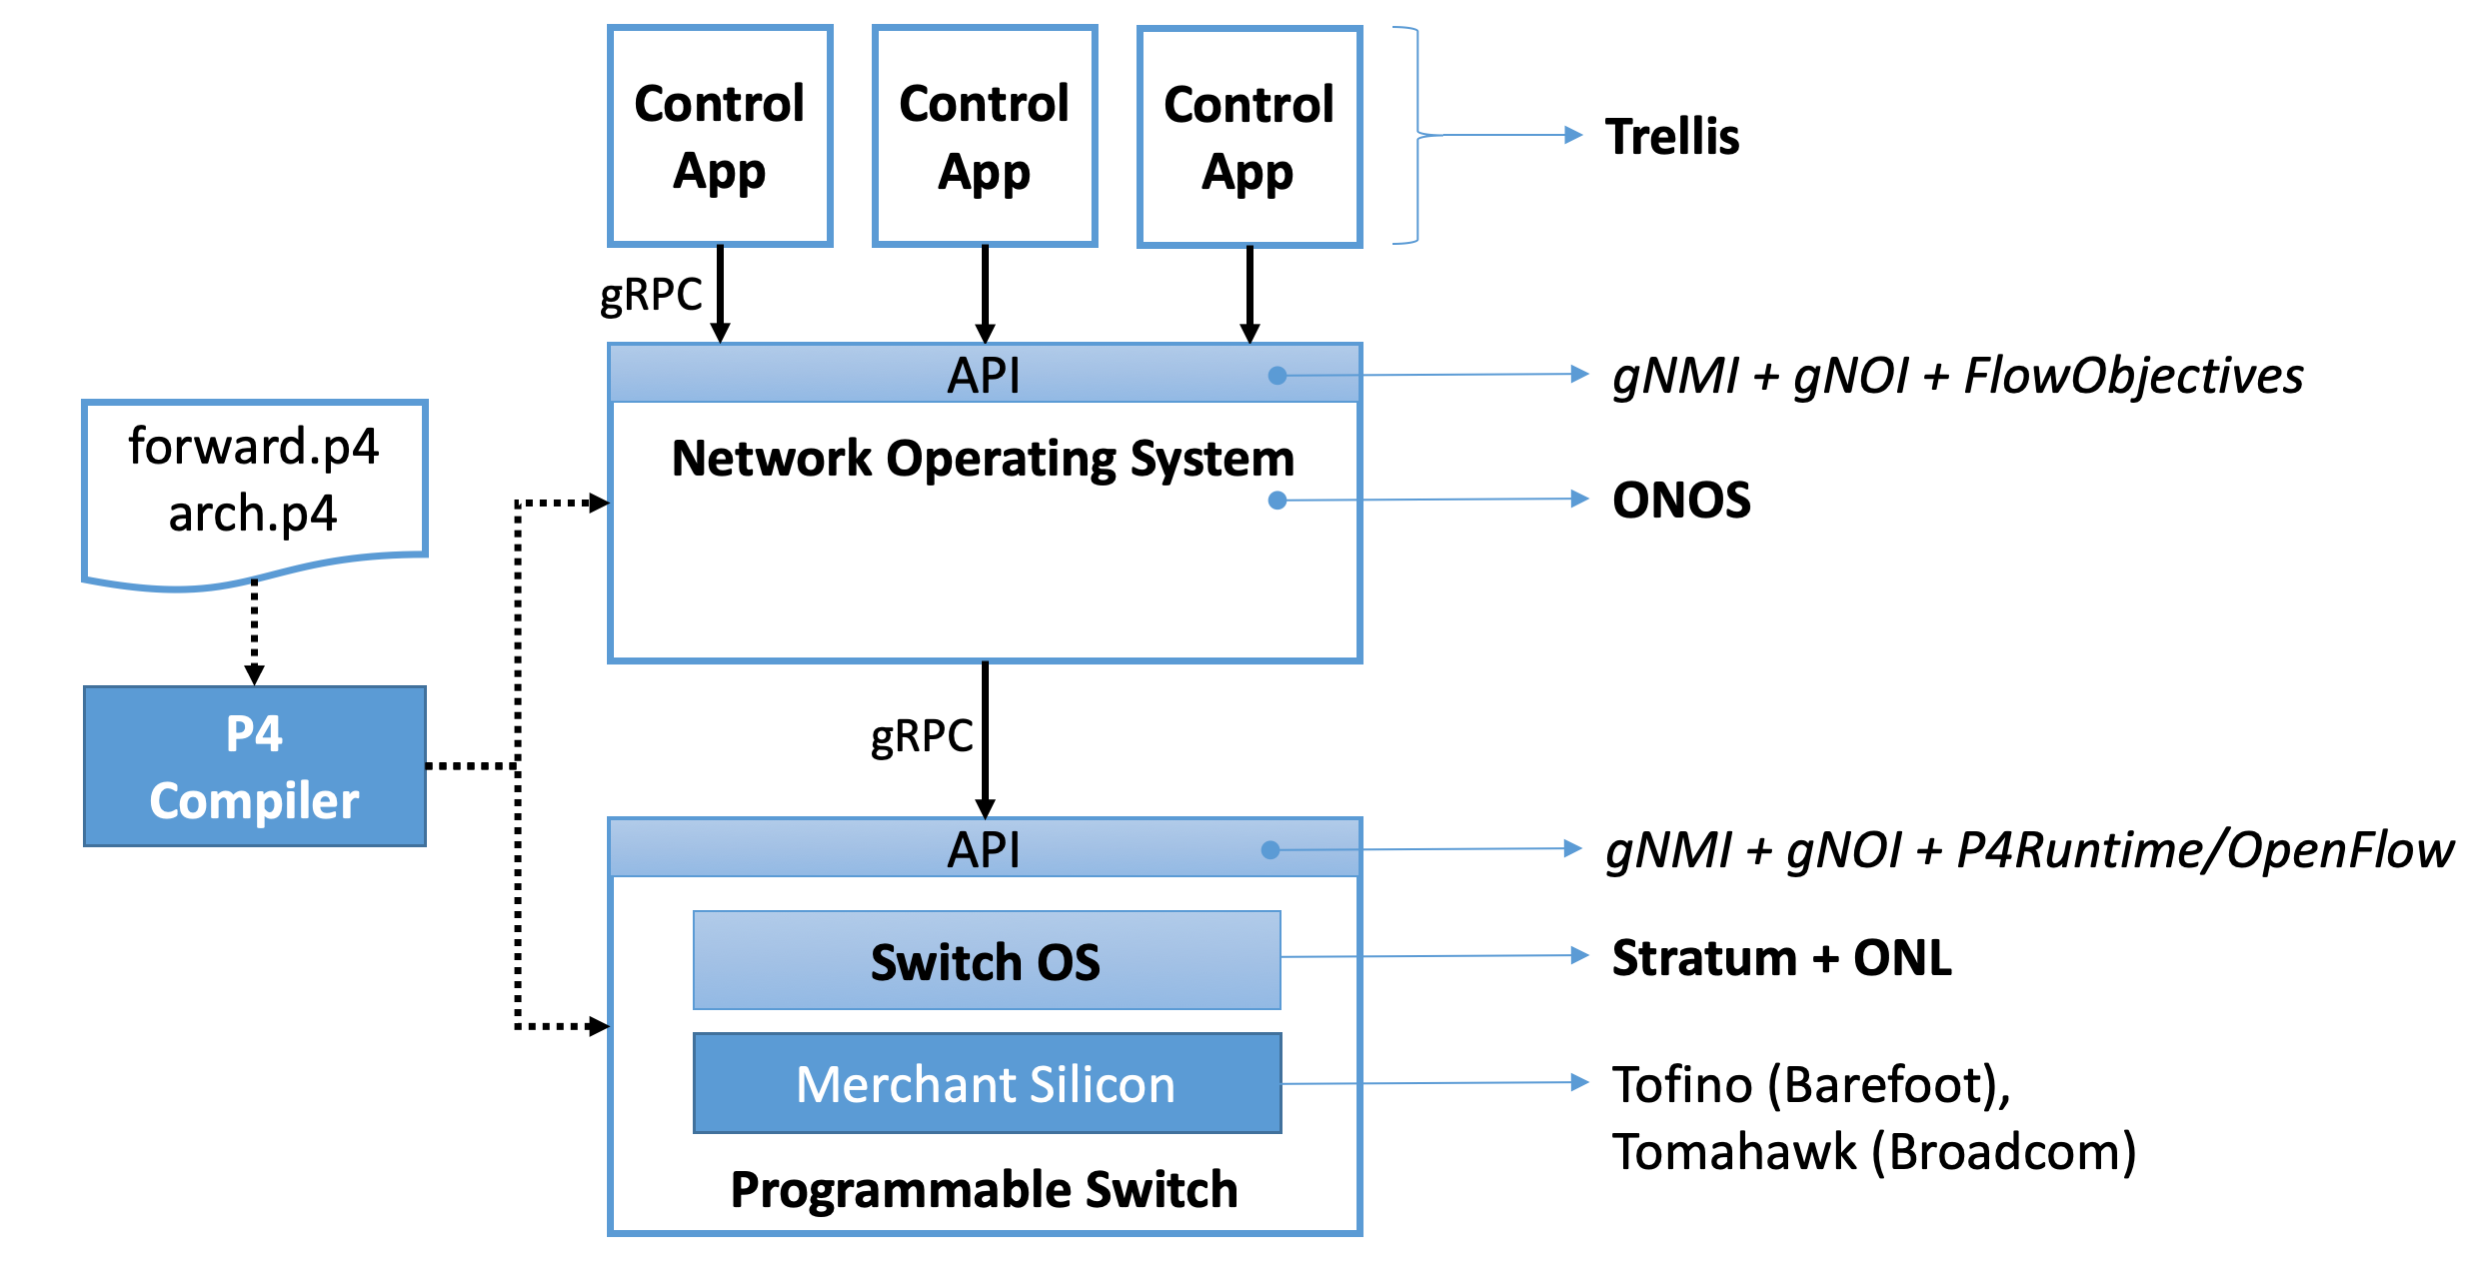 Control
App
Control
App
Control
App
Trellis
gRPC
API
gNMI + gNOI + FlowObjectives
Network Operating System
ONOS
forward.p4
arch.p4
P4
Compiler
gRPC
API
gNMI + gNOI + P4Runtime/OpenFlow
Switch OS
Stratum + ONL
Merchant Silicon
Tofino (Barefoot),
Tomahawk (Broadcom)
Programmable Switch